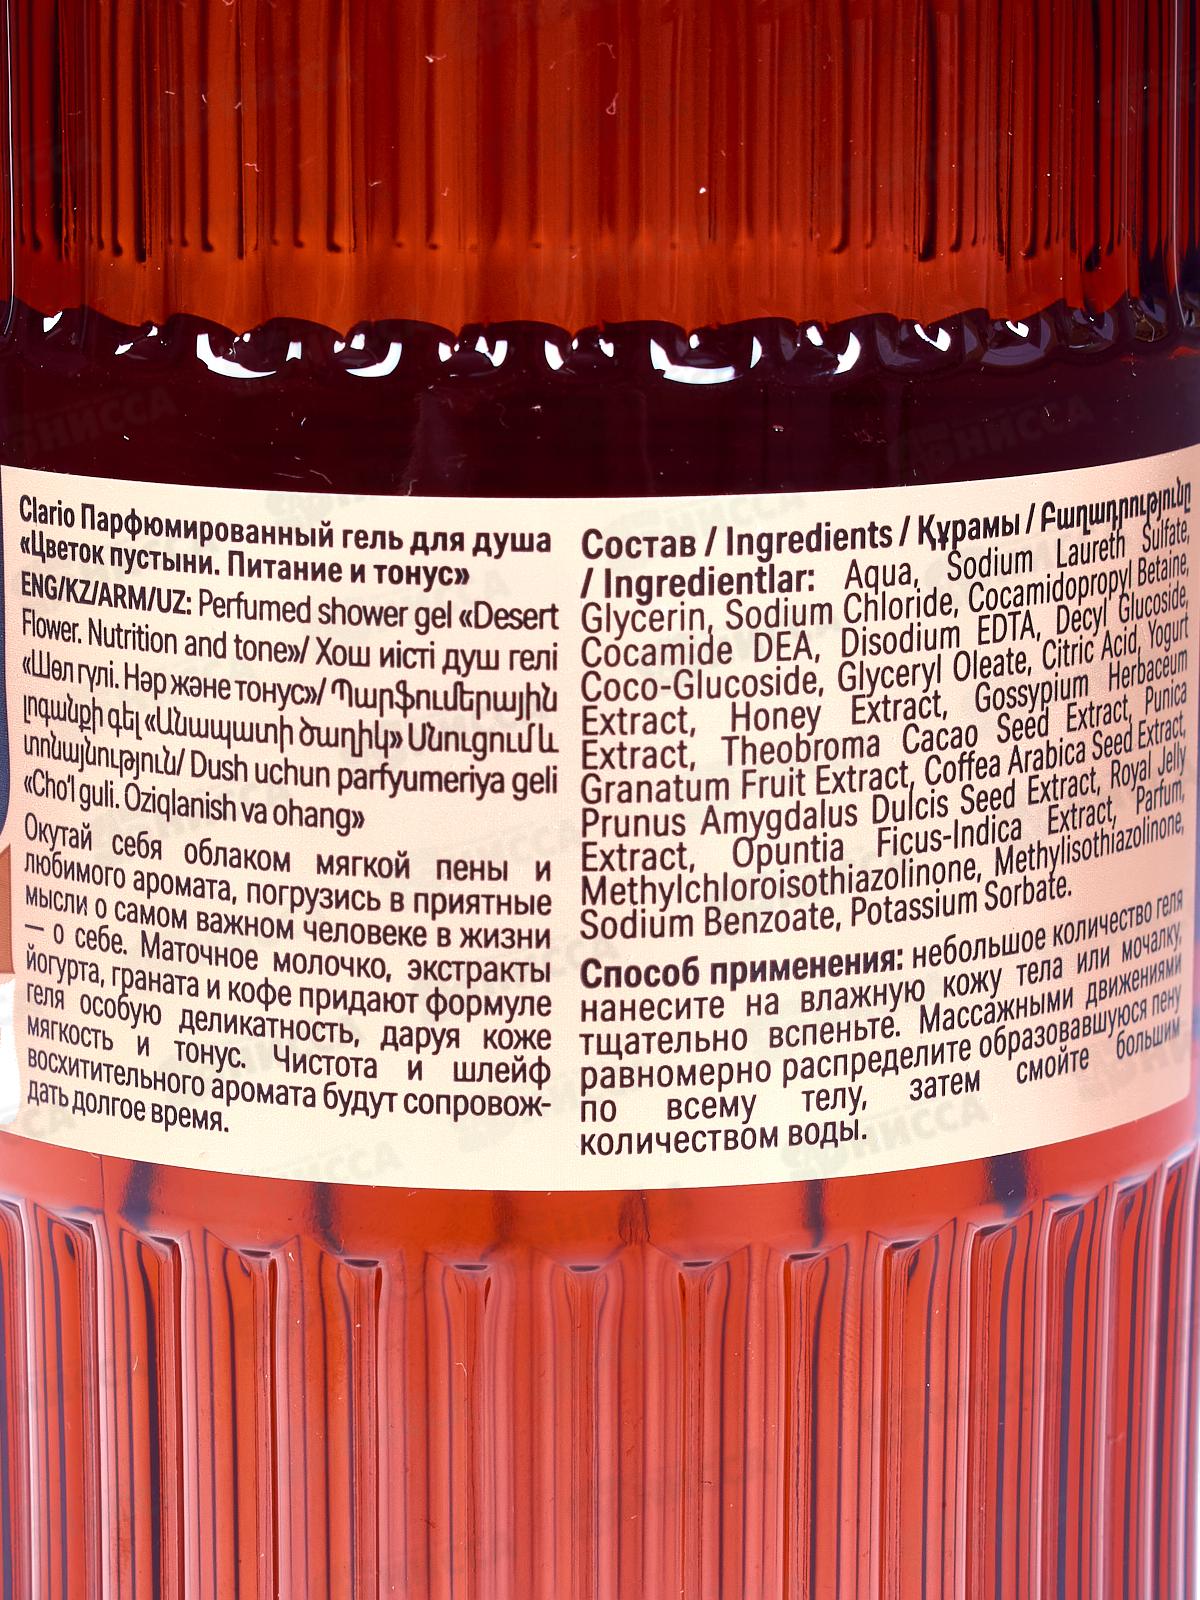 Clario Парфюмированный гель для душа
«Цветок пустыни. Питание и тонус»
ENG/KZ/ARM/UZ: Perfumed shower gel «Desert
Flower. Nutrition and tone»/ Хош иісті душ гелі
«Шөл гүлі. Нәр және тонус»/ Պարֆումերային
լոգանքի գել «Անապատի ծաղիկ» Սնուցում և
տոնայնություն/ Dush uchun parfyumeriya geli
«Cho'l guli. Oziqlanish va ohang»
Окутай себя облаком мягкой пены и
любимого аромата, погрузись в приятные
мысли о самом важном человеке в жизни
– о себе. Маточное молочко, экстракты
йогурта, граната и кофе придают формуле
геля особую деликатность, даруя коже
мягкость и тонус. Чистота и шлейф
восхитительного аромата будут сопровож-
дать долгое время.
Состав / Ingredients / Құрамы / Բաղադրությունը
/ Ingredientlar: Aqua, Sodium Laureth Sulfate,
Glycerin, Sodium Chloride, Cocamidopropyl Betaine,
Cocamide DEA, Disodium EDTA, Decyl Glucoside,
Coco-Glucoside, Glyceryl Oleate, Citric Acid, Yogurt
Extract, Honey Extract, Gossypium Herbaceum
Extract, Theobroma Cacao Seed Extract, Punica
Granatum Fruit Extract, Coffea Arabica Seed Extract,
Prunus Amygdalus Dulcis Seed Extract, Royal Jelly
Extract, Opuntia Ficus-Indica Extract, Parfum,
Methylchloroisothiazolinone, Methylisothiazolinone,
Sodium Benzoate, Potassium Sorbate.
Способ применения: небольшое количество геля
нанесите на влажную кожу тела или мочалку,
тщательно вспеньте. Массажными движениями
равномерно распределите образовавшуюся пену
по всему телу, затем смойте большим
количеством воды.